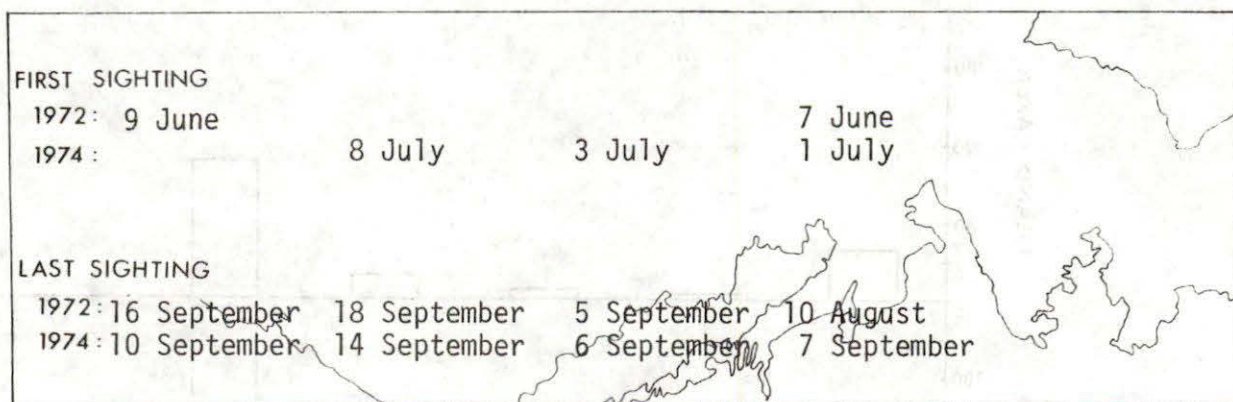 FIRST SIGHTING
1972: 9 June 7 June
1974: 8 July 3 July 1 July
LAST SIGHTING
1972: 16 September 18 September 5 September 10 August
1974: 10 September 14 September 6 September 7 September